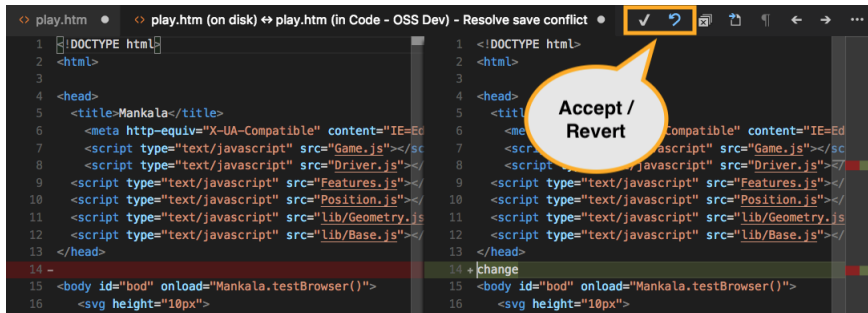 play.htm ● <> play.htm (on disk) ↔ play.htm (in Code - OSS Dev) - Resolve save conflict ●
Accept /
Revert
1 <!DOCTYPE html>
2 <html>
3
4 <head>
5 <title>Mankala</title>
6 <meta http-equiv="X-UA-Compatible" content="IE=Ed
7 <script type="text/javascript" src="Game.js"></sc
8 <script type="text/javascript" src="Driver.js"></
9 <script type="text/javascript" src="Features.js"></
10 <script type="text/javascript" src="Position.js"></
11 <script type="text/javascript" src="lib/Geometry.js
12 <script type="text/javascript" src="lib/Base.js"></
13 </head>
14 -
15 <body id="bod" onload="Mankala.testBrowser()">
16 <svg height="10px">
1 <!DOCTYPE html>
2 <html>
3
4 <head>
5 <titl
6 <me Compatible" content="IE=Ed
7 <scr t" src="Game.js"></sc
8 <script src="Driver.js"></
9 <script type="text/javascript" src="Features.js"></
10 <script type="text/javascript" src="Position.js"></
11 <script type="text/javascript" src="lib/Geometry.js
12 <script type="text/javascript" src="lib/Base.js"></
13 </head>
14 + change
15 <body id="bod" onload="Mankala.testBrowser()">
16 <svg height="10px">